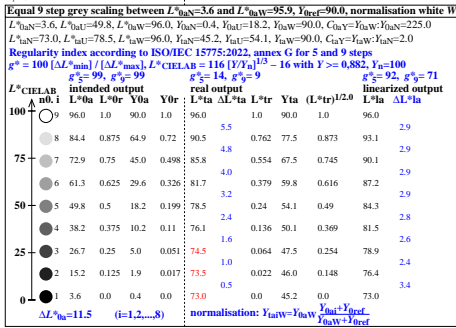 Equal 9 step grey scaling between L*0aN=3.6 and L*0aW=95.9, Y0ref=90.0, normalisation white W
L*0aN=3.6, L*0aU=49.8, L*0aW=96.0, Y0aN=0.4, Y0aU=18.2, Y0aW=90.0, C0aY=Y0aW:Y0aN=225.0
L*taN=73.0, L*taU=78.5, L*taW=96.0, YtaN=45.2, YtaU=54.1, YtaW=90.0, CtaY=YtaW:YtaN=2.0
Regularity index according to ISO/IEC 15775:2022, annex G for 5 and 9 steps
g* = 100 [ΔL*min] / [ΔL*max], L*CIELAB = 116 [Y/Yn]1/3 − 16 with Y >= 0,882, Yn=100
g*5= 99, g*9= 99 g*5= 14, g*9= 9 g*5= 92, g*9= 71
L*CIELAB intended output real output linearized output
n0. i L*0a L*0r Y0a Y0r L*ta ΔL*ta L*tr Yta (L*tr)1/2.0 L*la ΔL*la
100
9 96.0 1.0 90.0 1.0 96.0 1.0 90.0 1.0 96.0
5.5 2.9
8 84.4 0.875 64.9 0.72 90.5 0.762 77.5 0.873 93.1
4.8 2.9
75
7 72.9 0.75 45.0 0.498 85.8 0.554 67.5 0.745 90.1
4.0 2.9
6 61.3 0.625 29.6 0.326 81.7 0.379 59.8 0.616 87.2
3.2 2.9
50
5 49.8 0.5 18.2 0.199 78.5 0.24 54.1 0.49 84.3
2.4 2.8
4 38.2 0.375 10.2 0.11 76.1 0.136 50.1 0.369 81.5
1.6 2.6
25
3 26.7 0.25 5.0 0.051 74.5 0.064 47.5 0.254 78.9
1.0 2.4
2 15.2 0.125 1.9 0.017 73.5 0.022 46.0 0.148 76.4
0.5 3.4
0
1 3.6 0.0 0.4 0.0 73.0 0.0 45.2 0.0 73.0
ΔL*0a=11.5 (i=1,2,...,8) normalisation: YtaiW=Y0aW Y0ai+Y0ref
Y0aW+Y0ref